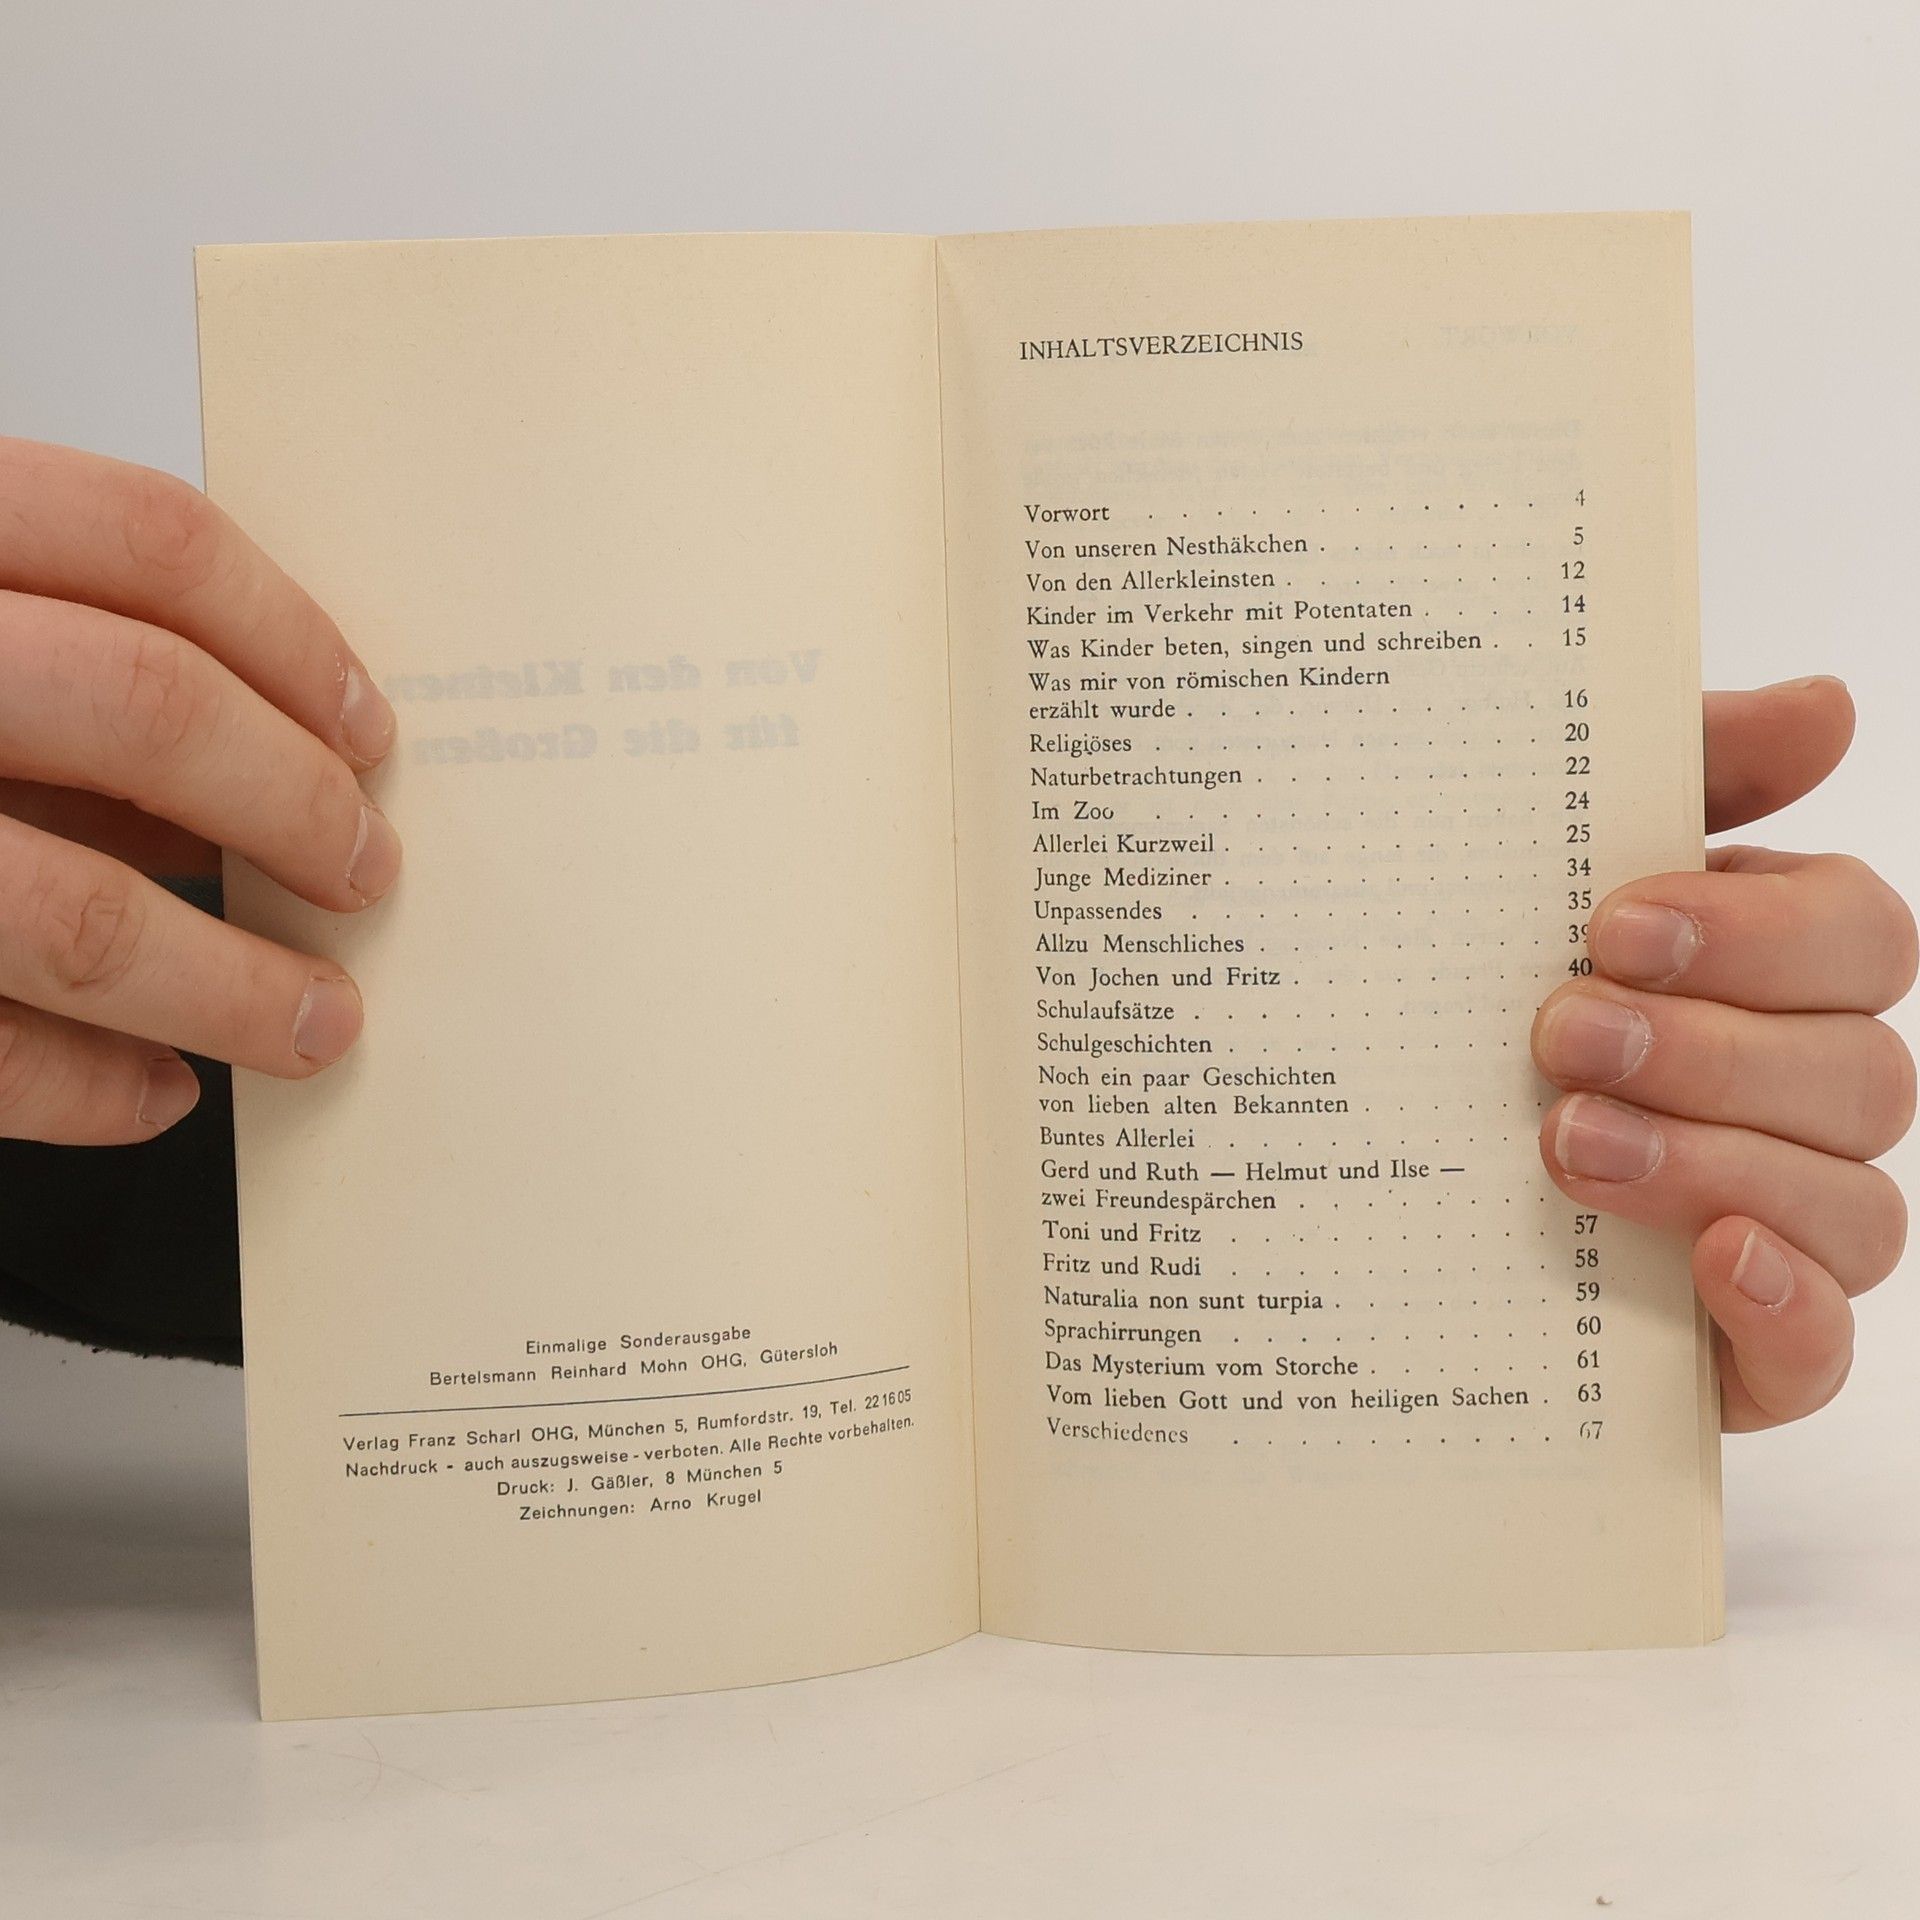 Von den Kleinen
für die Großen
Einmalige Sonderausgabe
Bertelsmann Reinhard Mohn OHG, Gütersloh
Verlag Franz Scharl OHG, München 5, Rumfordstr. 19, Tel. 22 16 05
Nachdruck - auch auszugsweise - verboten. Alle Rechte vorbehalten.
Druck: J. Gäßler, 8 München 5
Zeichnungen: Arno Krugel
INHALTSVERZEICHNIS
Vorwort . . . . . . . . . . . . 4
Von unseren Nesthäkchen . . . . . . . 5
Von den Allerkleinsten . . . . . . . . 12
Kinder im Verkehr mit Potentaten . . . . 14
Was Kinder beten, singen und schreiben . . 15
Was mir von römischen Kindern
erzählt wurde . . . . . . . . . . . 16
Religiöses . . . . . . . . . . . . 20
Naturbetrachtungen . . . . . . . . . 22
Im Zoo . . . . . . . . . . . . 24
Allerlei Kurzweil . . . . . . . . . . 25
Junge Mediziner . . . . . . . . . . 34
Unpassendes . . . . . . . . . . . 35
Allzu Menschliches . . . . . . . . . 39
Von Jochen und Fritz . . . . . . . . 40
Schulaufsätze . . . . . . . . . . .
Schulgeschichten . . . . . . . . .
Noch ein paar Geschichten
von lieben alten Bekannten . . . . . .
Buntes Allerlei . . . . . . . . . .
Gerd und Ruth — Helmut und Ilse —
zwei Freundespärchen . . . . . . . .
Toni und Fritz . . . . . . . . . . 57
Fritz und Rudi . . . . . . . . . . 58
Naturalia non sunt turpia . . . . . . . 59
Sprachirrungen . . . . . . . . . . 60
Das Mysterium vom Storche . . . . . . 61
Vom lieben Gott und von heiligen Sachen . 63
Verschiedenes . . . . . . . . . . 67